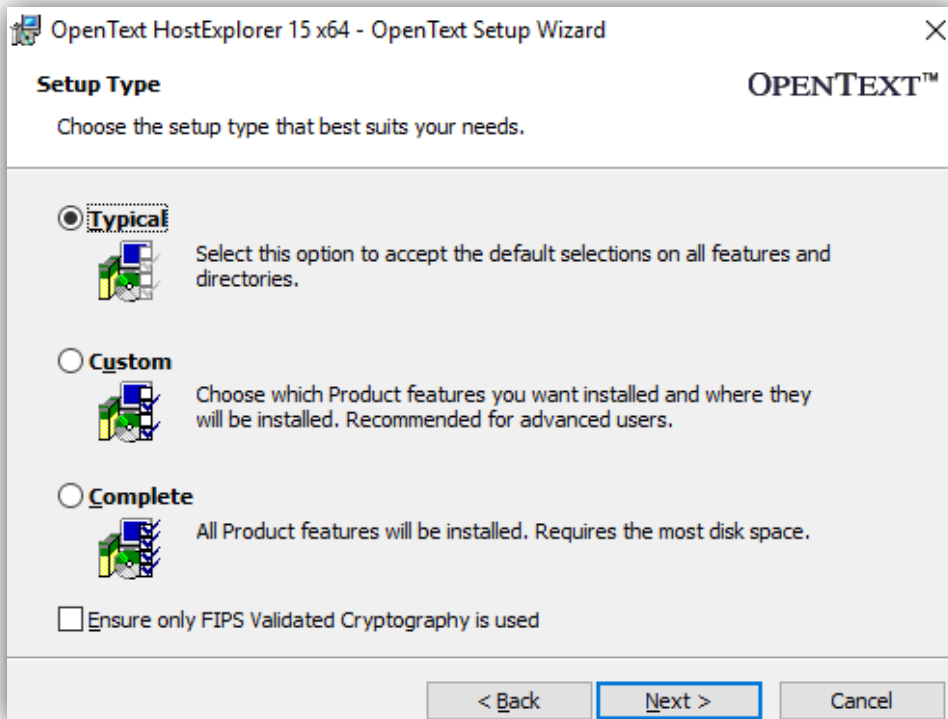 OpenText HostExplorer 15 x64 - OpenText Setup Wizard
Setup Type
OPENTEXT™
Choose the setup type that best suits your needs.
Typical
Select this option to accept the default selections on all features and
directories.
Custom
Choose which Product features you want installed and where they
will be installed. Recommended for advanced users.
Complete
All Product features will be installed. Requires the most disk space.
Ensure only FIPS Validated Cryptography is used
< Back
Next >
Cancel